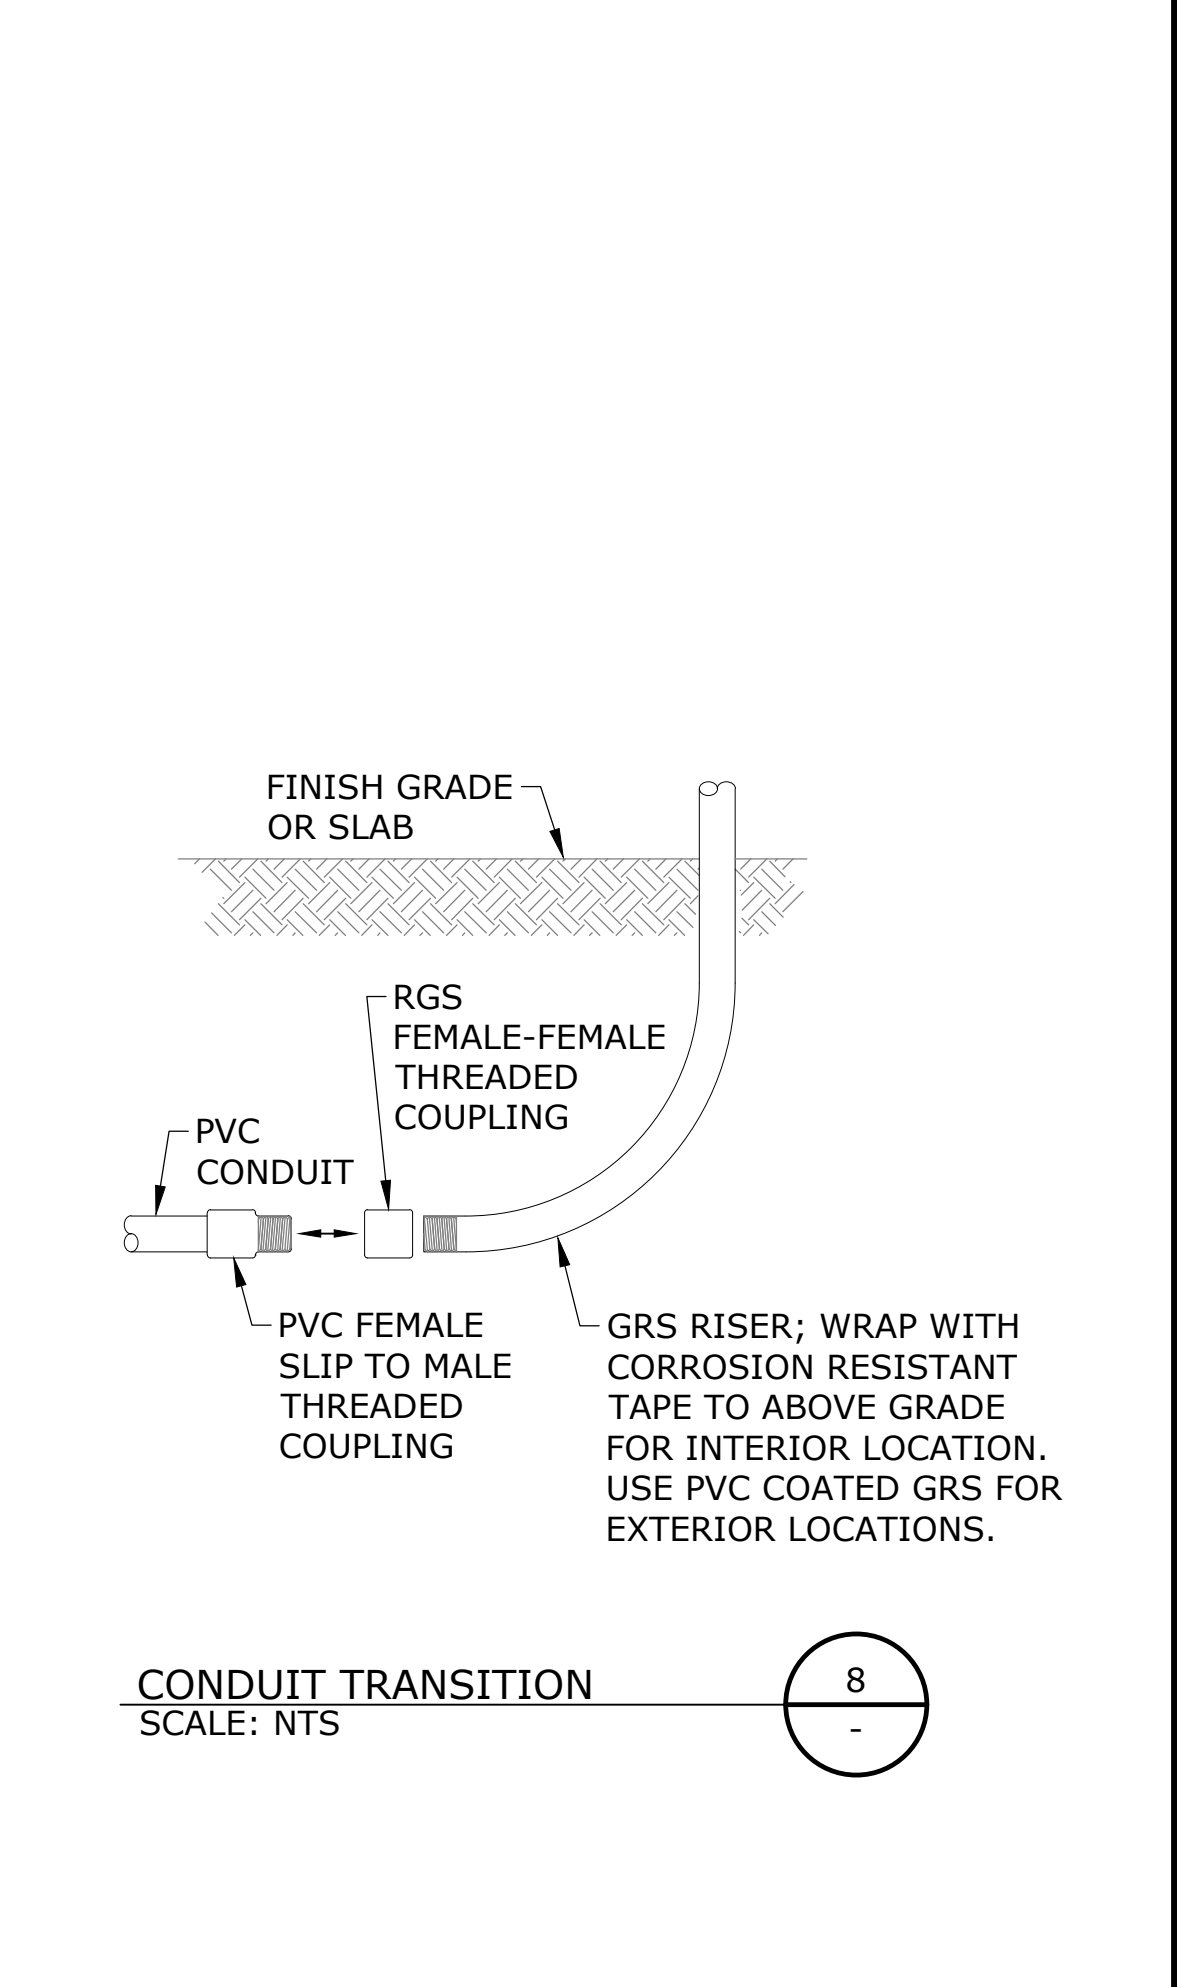 FINISH GRADE
OR SLAB
RGS
FEMALE-FEMALE
THREADED
COUPLING
PVC
CONDUIT
PVC FEMALE
SLIP TO MALE
THREADED
COUPLING
GRS RISER; WRAP WITH
CORROSION RESISTANT
TAPE TO ABOVE GRADE
FOR INTERIOR LOCATION.
USE PVC COATED GRS FOR
EXTERIOR LOCATIONS.
CONDUIT TRANSITION
SCALE: NTS
8
-